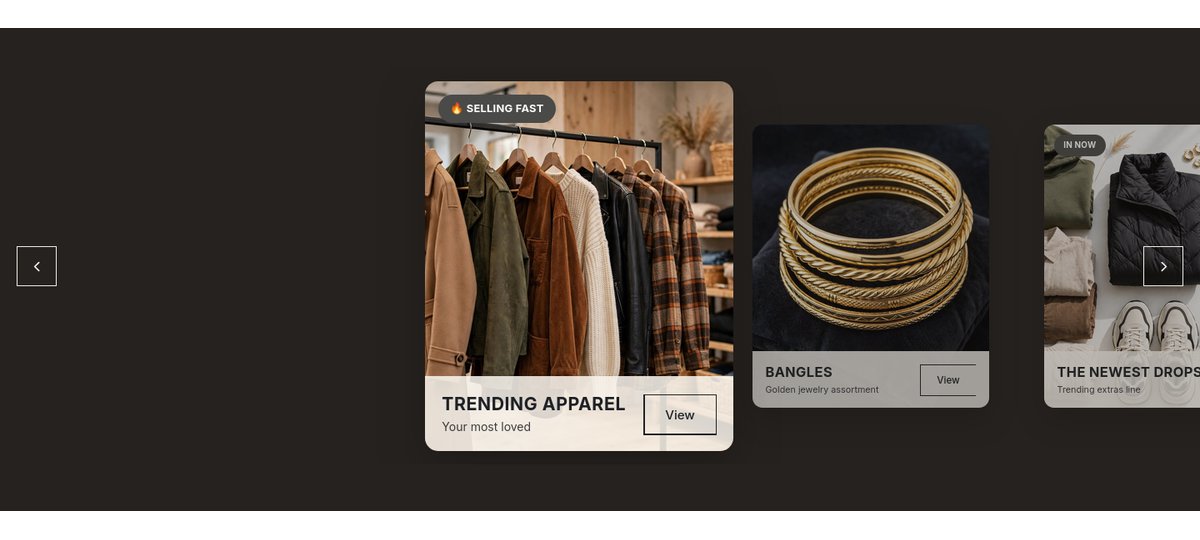 🔥 SELLING FAST
TRENDING APPAREL
Your most loved
View
BANGLES
Golden jewelry assortment
View
IN NOW
THE NEWEST DROPS
Trending extras line